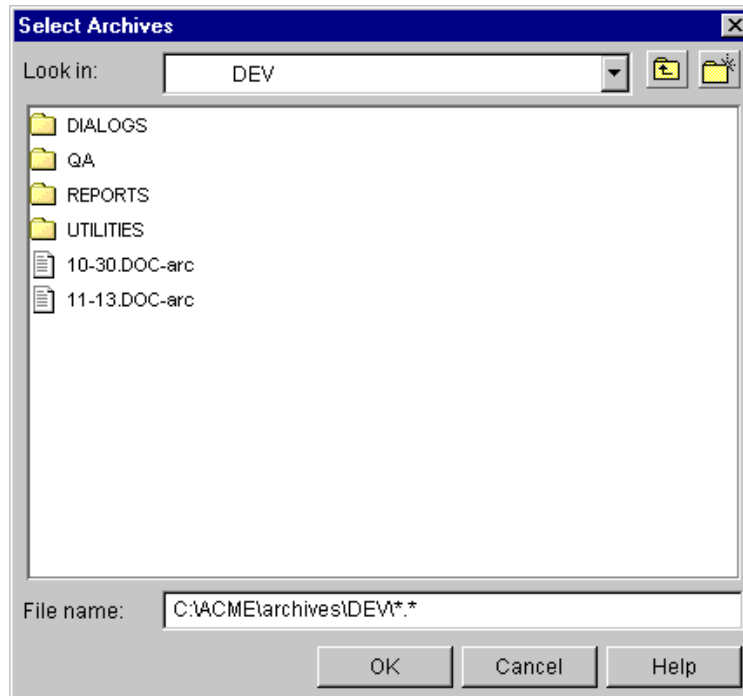 Select Archives
Look in: DEV
DIALOGS
QA
REPORTS
UTILITIES
10-30.DOC-arc
11-13.DOC-arc
File name: C:\ACME\archives\DEV\*.*
OK Cancel Help